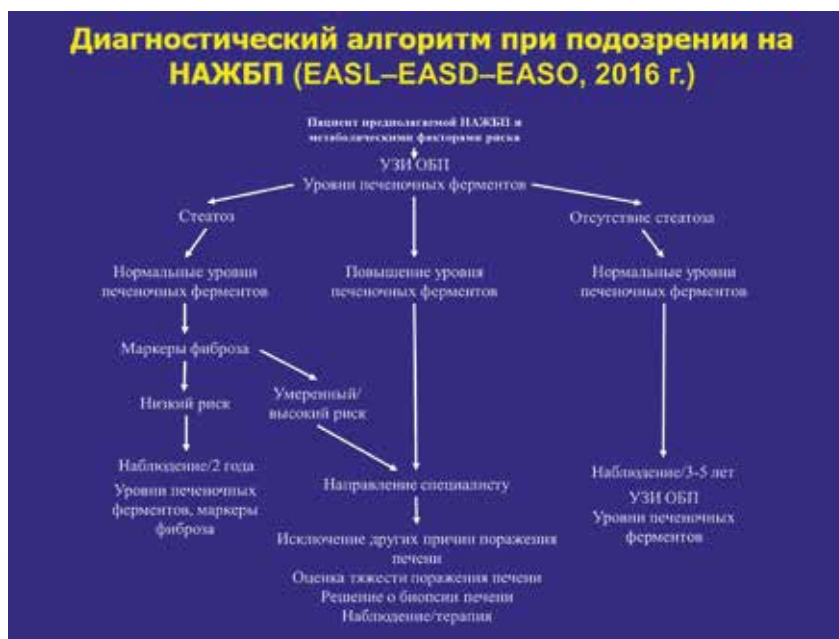 Диагностический алгоритм при подозрении на
НАЖБП (EASL–EASD–EASO, 2016 г.)
Пациент предполагаемой НАЖБП и
метаболическими факторами риска
УЗИ ОБП
Уровни печеночных ферментов
Стеатоз
Отсутствие стеатоза
Нормальные уровни
печеночных ферментов
Повышение уровня
печеночных ферментов
Нормальные уровни
печеночных ферментов
Маркеры фиброза
Низкий риск
Умеренный/
высокий риск
Наблюдение/2 года
Уровни печеночных
ферментов, маркеры
фиброза
Направление специалисту
Исключение других причин поражения
печени
Оценка тяжести поражения печени
Решение о биопсии печени
Наблюдение/терапия
Наблюдение/3-5 лет
УЗИ ОБП
Уровни печеночных
ферментов